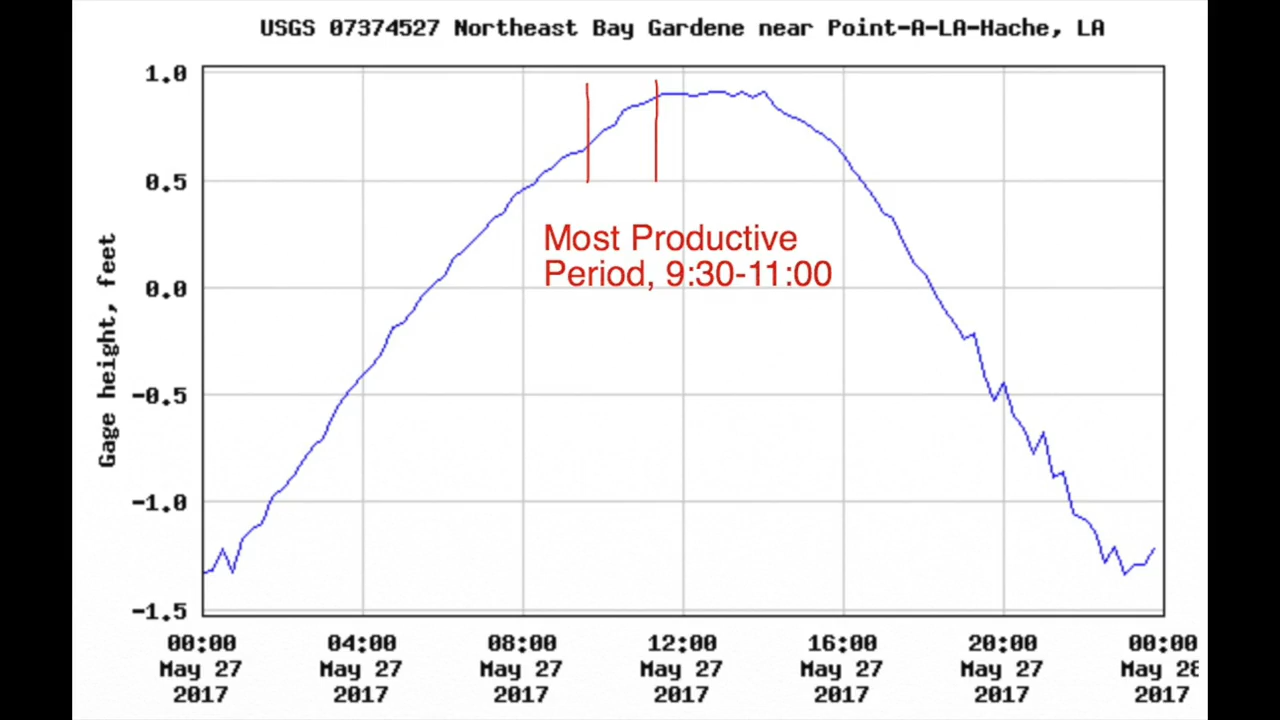 USGS 07374527 Northeast Bay Gardene near Point-A-LA-Hache, LA
1.0
0.5
0.0
-0.5
-1.0
-1.5
Gage height, feet
Most Productive
Period, 9:30-11:00
00:00 04:00 08:00 12:00 16:00 20:00 00:00
May 27 May 27 May 27 May 27 May 27 May 27 May 28
2017 2017 2017 2017 2017 2017 2017